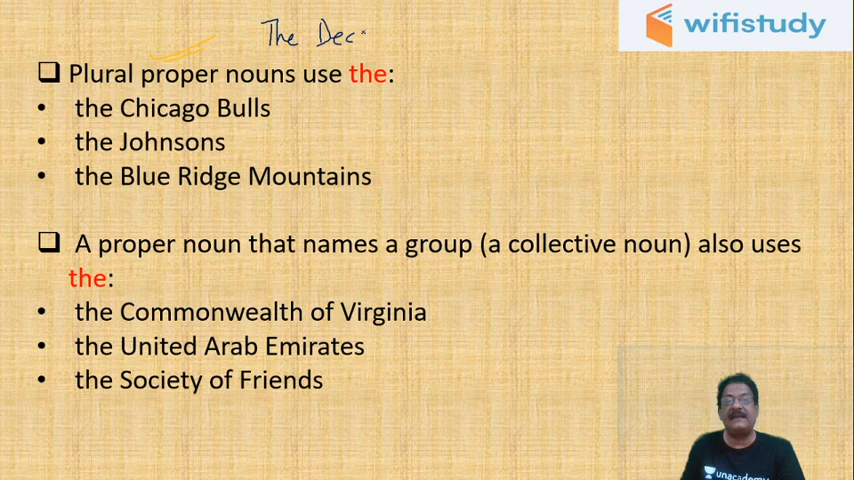 The Dec
wifistudy
Plural proper nouns use the:
• the Chicago Bulls
• the Johnsons
• the Blue Ridge Mountains
A proper noun that names a group (a collective noun) also uses
the:
• the Commonwealth of Virginia
• the United Arab Emirates
• the Society of Friends
unacademy